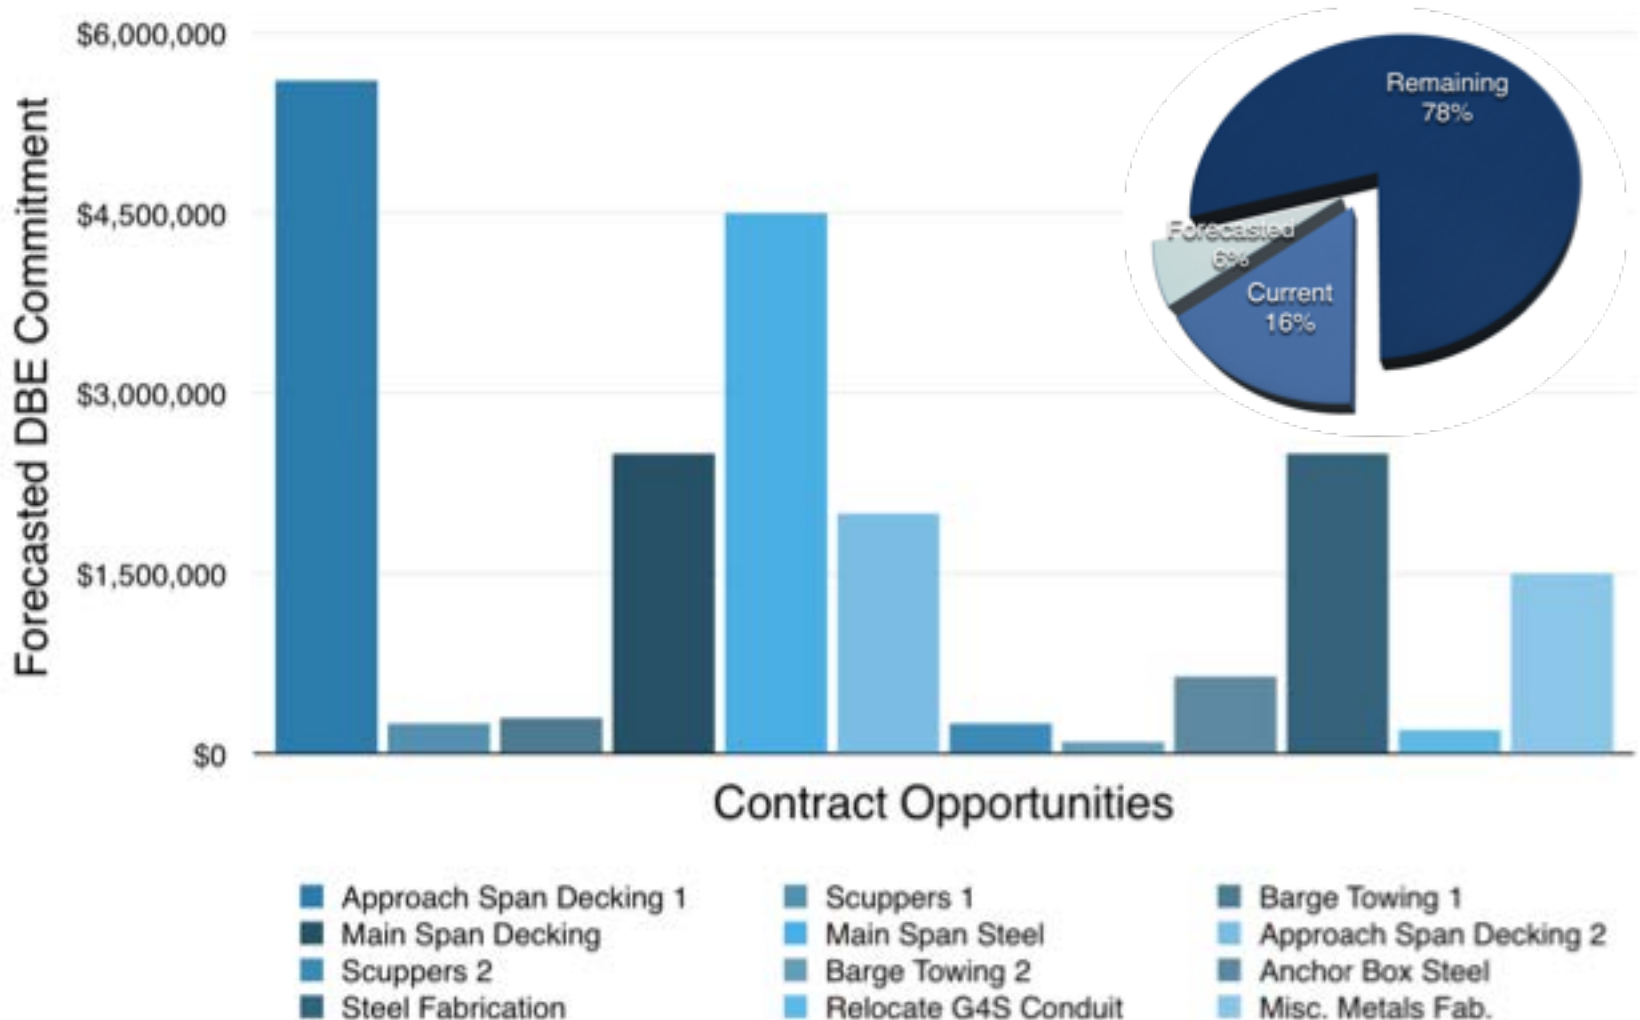 $6,000,000
$4,500,000
$3,000,000
$1,500,000
$0
Forecasted DBE Commitment
Remaining
78%
Forecasted
6%
Current
16%
Contract Opportunities
Approach Span Decking 1
Scuppers 1
Barge Towing 1
Main Span Decking
Main Span Steel
Approach Span Decking 2
Scuppers 2
Barge Towing 2
Anchor Box Steel
Steel Fabrication
Relocate G4S Conduit
Misc. Metals Fab.